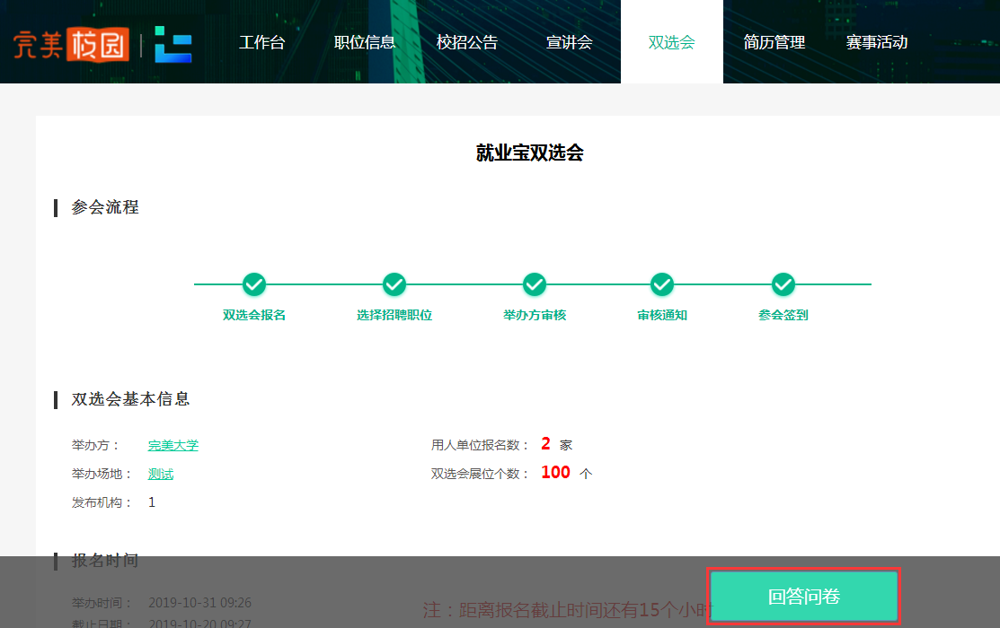 完美校园
工作台 职位信息 校招公告 宣讲会 双选会 简历管理 赛事活动
就业宝双选会
参会流程
双选会报名 选择招聘职位 举办方审核 审核通知 参会签到
双选会基本信息
举办方： 完美大学 用人单位报名数： 2 家
举办场地： 测试 双选会展位个数： 100 个
发布机构： 1
报名时间
举办时间： 2019-10-31 09:26
注：距离报名截止时间还有15个小时
回答问卷
截止日期： 2019-10-20 09:27